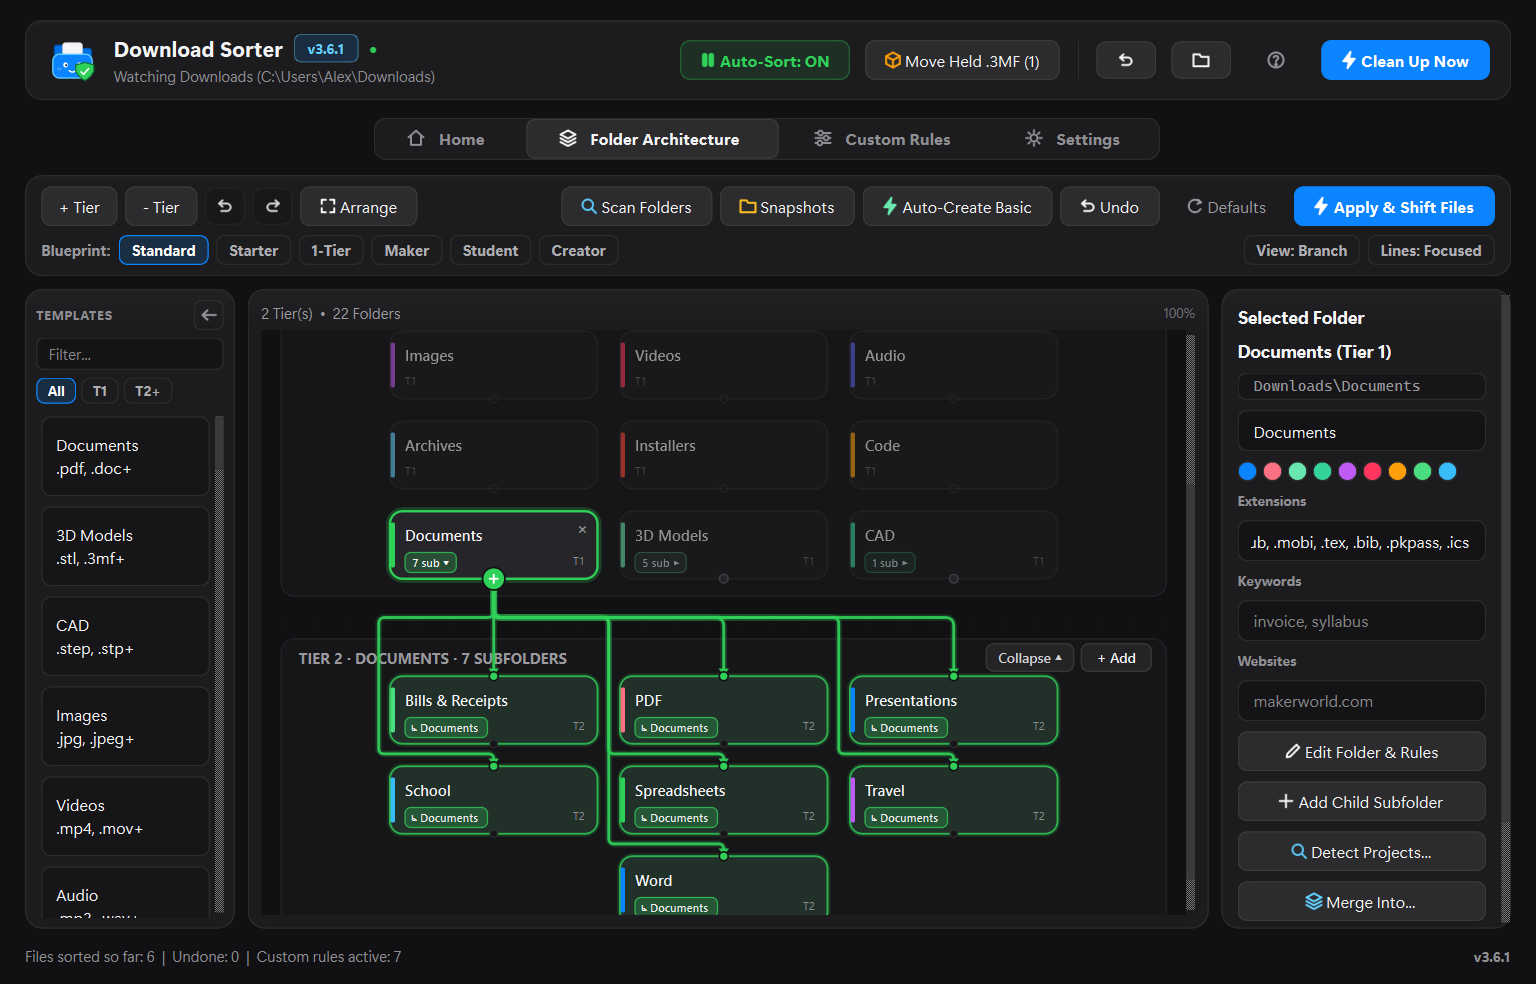 Download Sorter v3.6.1
Watching Downloads (C:\Users\Alex\Downloads)
Auto-Sort: ON
Move Held .3MF (1)
Clean Up Now
Home
Folder Architecture
Custom Rules
Settings
+ Tier
- Tier
Arrange
Scan Folders
Snapshots
Auto-Create Basic
Undo
Defaults
Apply & Shift Files
Blueprint:
Standard
Starter
1-Tier
Maker
Student
Creator
View: Branch
Lines: Focused
TEMPLATES
Filter...
All
T1
T2+
Documents
.pdf, .doc+
3D Models
.stl, .3mf+
CAD
.step, .stp+
Images
.jpg, .jpeg+
Videos
.mp4, .mov+
Audio
.mp3, .wav+
2 Tier(s) • 22 Folders
100%
Images
T1
Videos
T1
Audio
T1
Archives
T1
Installers
T1
Code
T1
Documents
7 sub
T1
3D Models
5 sub
T1
CAD
1 sub
T1
TIER 2 · DOCUMENTS · 7 SUBFOLDERS
Collapse
+ Add
Bills & Receipts
Documents
T2
PDF
Documents
T2
Presentations
Documents
T2
School
Documents
T2
Spreadsheets
Documents
T2
Travel
Documents
T2
Word
Documents
T2
Selected Folder
Documents (Tier 1)
Downloads\Documents
Documents
Extensions
.mobi, .tex, .bib, .pkpass, .ics
Keywords
invoice, syllabus
Websites
makerworld.com
Edit Folder & Rules
Add Child Subfolder
Detect Projects...
Merge Into...
Files sorted so far: 6 | Undone: 0 | Custom rules active: 7
v3.6.1